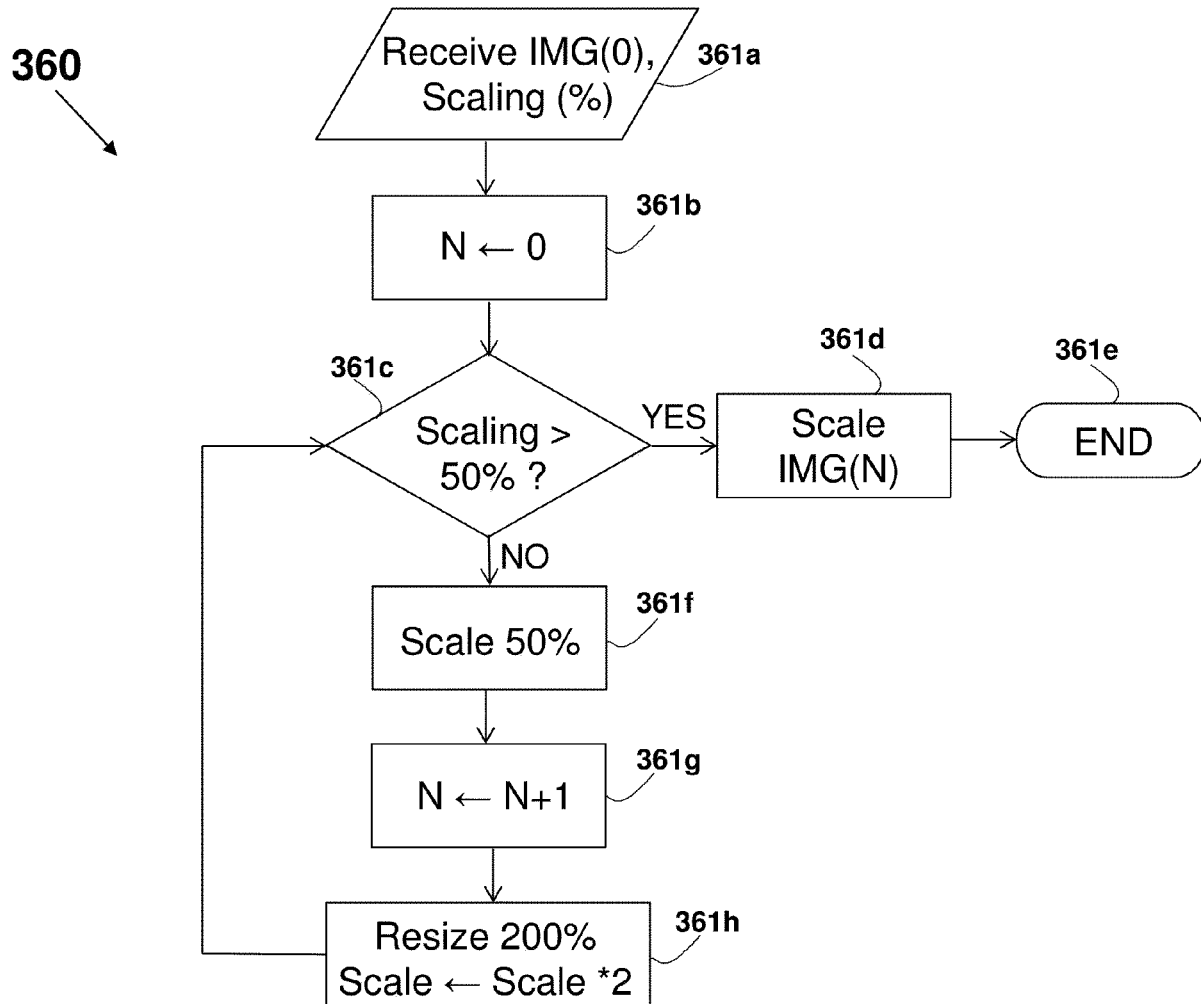 360
Receive IMG(0),
Scaling (%)
361a
N ← 0
361b
361c
Scaling >
50% ?
YES
361d
Scale
IMG(N)
361e
END
NO
361f
Scale 50%
361g
N ← N+1
361h
Resize 200%
Scale ← Scale *2